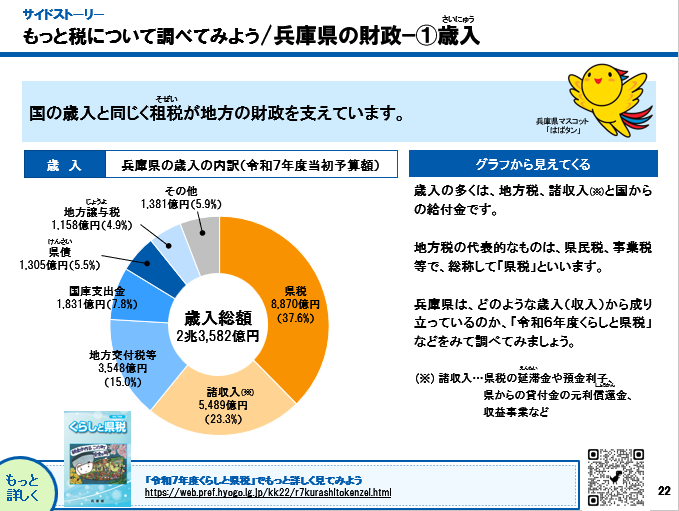 サイドストーリー
もっと税について調べてみよう/兵庫県の財政-①歳入
さいにゅう
国の歳入と同じく租税が地方の財政を支えています。
そぜい
兵庫県マスコット
「はばタン」
歳 入
兵庫県の歳入の内訳(令和7年度当初予算額)
その他
1,381億円(5.9%)
じょうよ
地方譲与税
1,158億円(4.9%)
けんさい
県債
1,305億円(5.5%)
国庫支出金
1,831億円(7.8%)
地方交付税等
3,548億円
(15.0%)
歳入総額
2兆3,582億円
県税
8,870億円
(37.6%)
諸収入(※)
5,489億円
(23.3%)
グラフから見えてくる
歳入の多くは、地方税、諸収入(※)と国から
の給付金です。
地方税の代表的なものは、県民税、事業税
等で、総称して「県税」といいます。
兵庫県は、どのような歳入(収入)から成り
立っているのか、「令和6年度くらしと県税」
などをみて調べてみましょう。
(※) 諸収入…県税の延滞金や預金利子、
県からの貸付金の元利償還金、
収益事業など
くらしと県税
もっと
詳しく
「令和7年度くらしと県税」でもっと詳しく見てみよう
https://web.pref.hyogo.lg.jp/kk22/r7kurashitokenzei.html
22